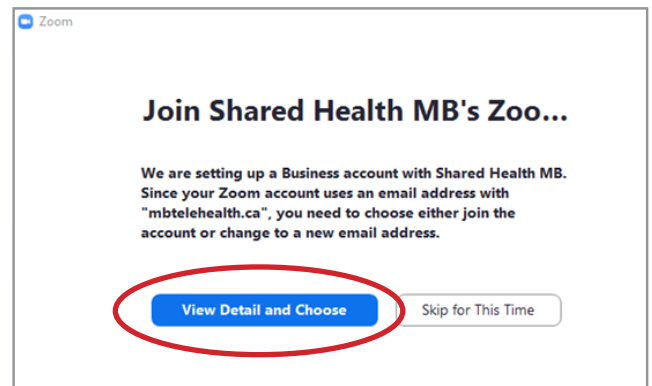 Zoom
Join Shared Health MB's Zoo...
We are setting up a Business account with Shared Health MB.
Since your Zoom account uses an email address with
"mbtelehealth.ca", you need to choose either join the
account or change to a new email address.
View Detail and Choose
Skip for This Time